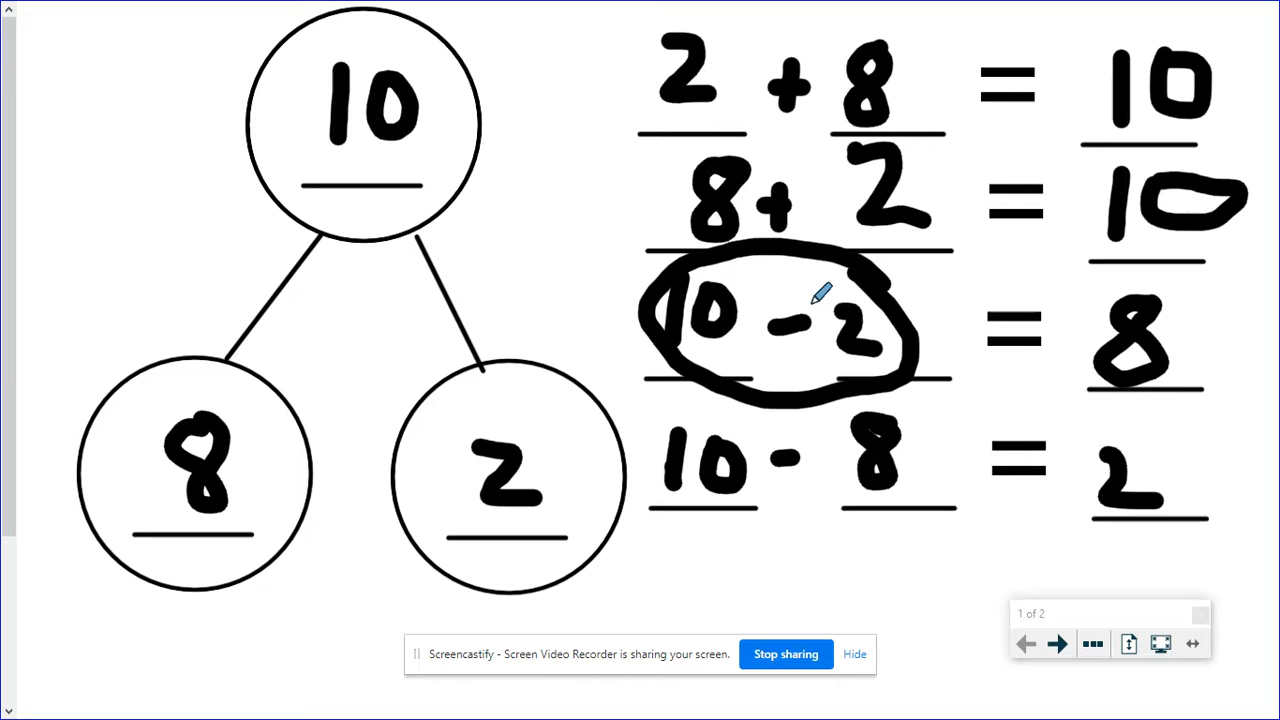 10
8
2
2 + 8 = 10
8 + 2 = 10
10 - 2 = 8
10 - 8 = 2
1 of 2
Screencastify - Screen Video Recorder is sharing your screen. Stop sharing Hide